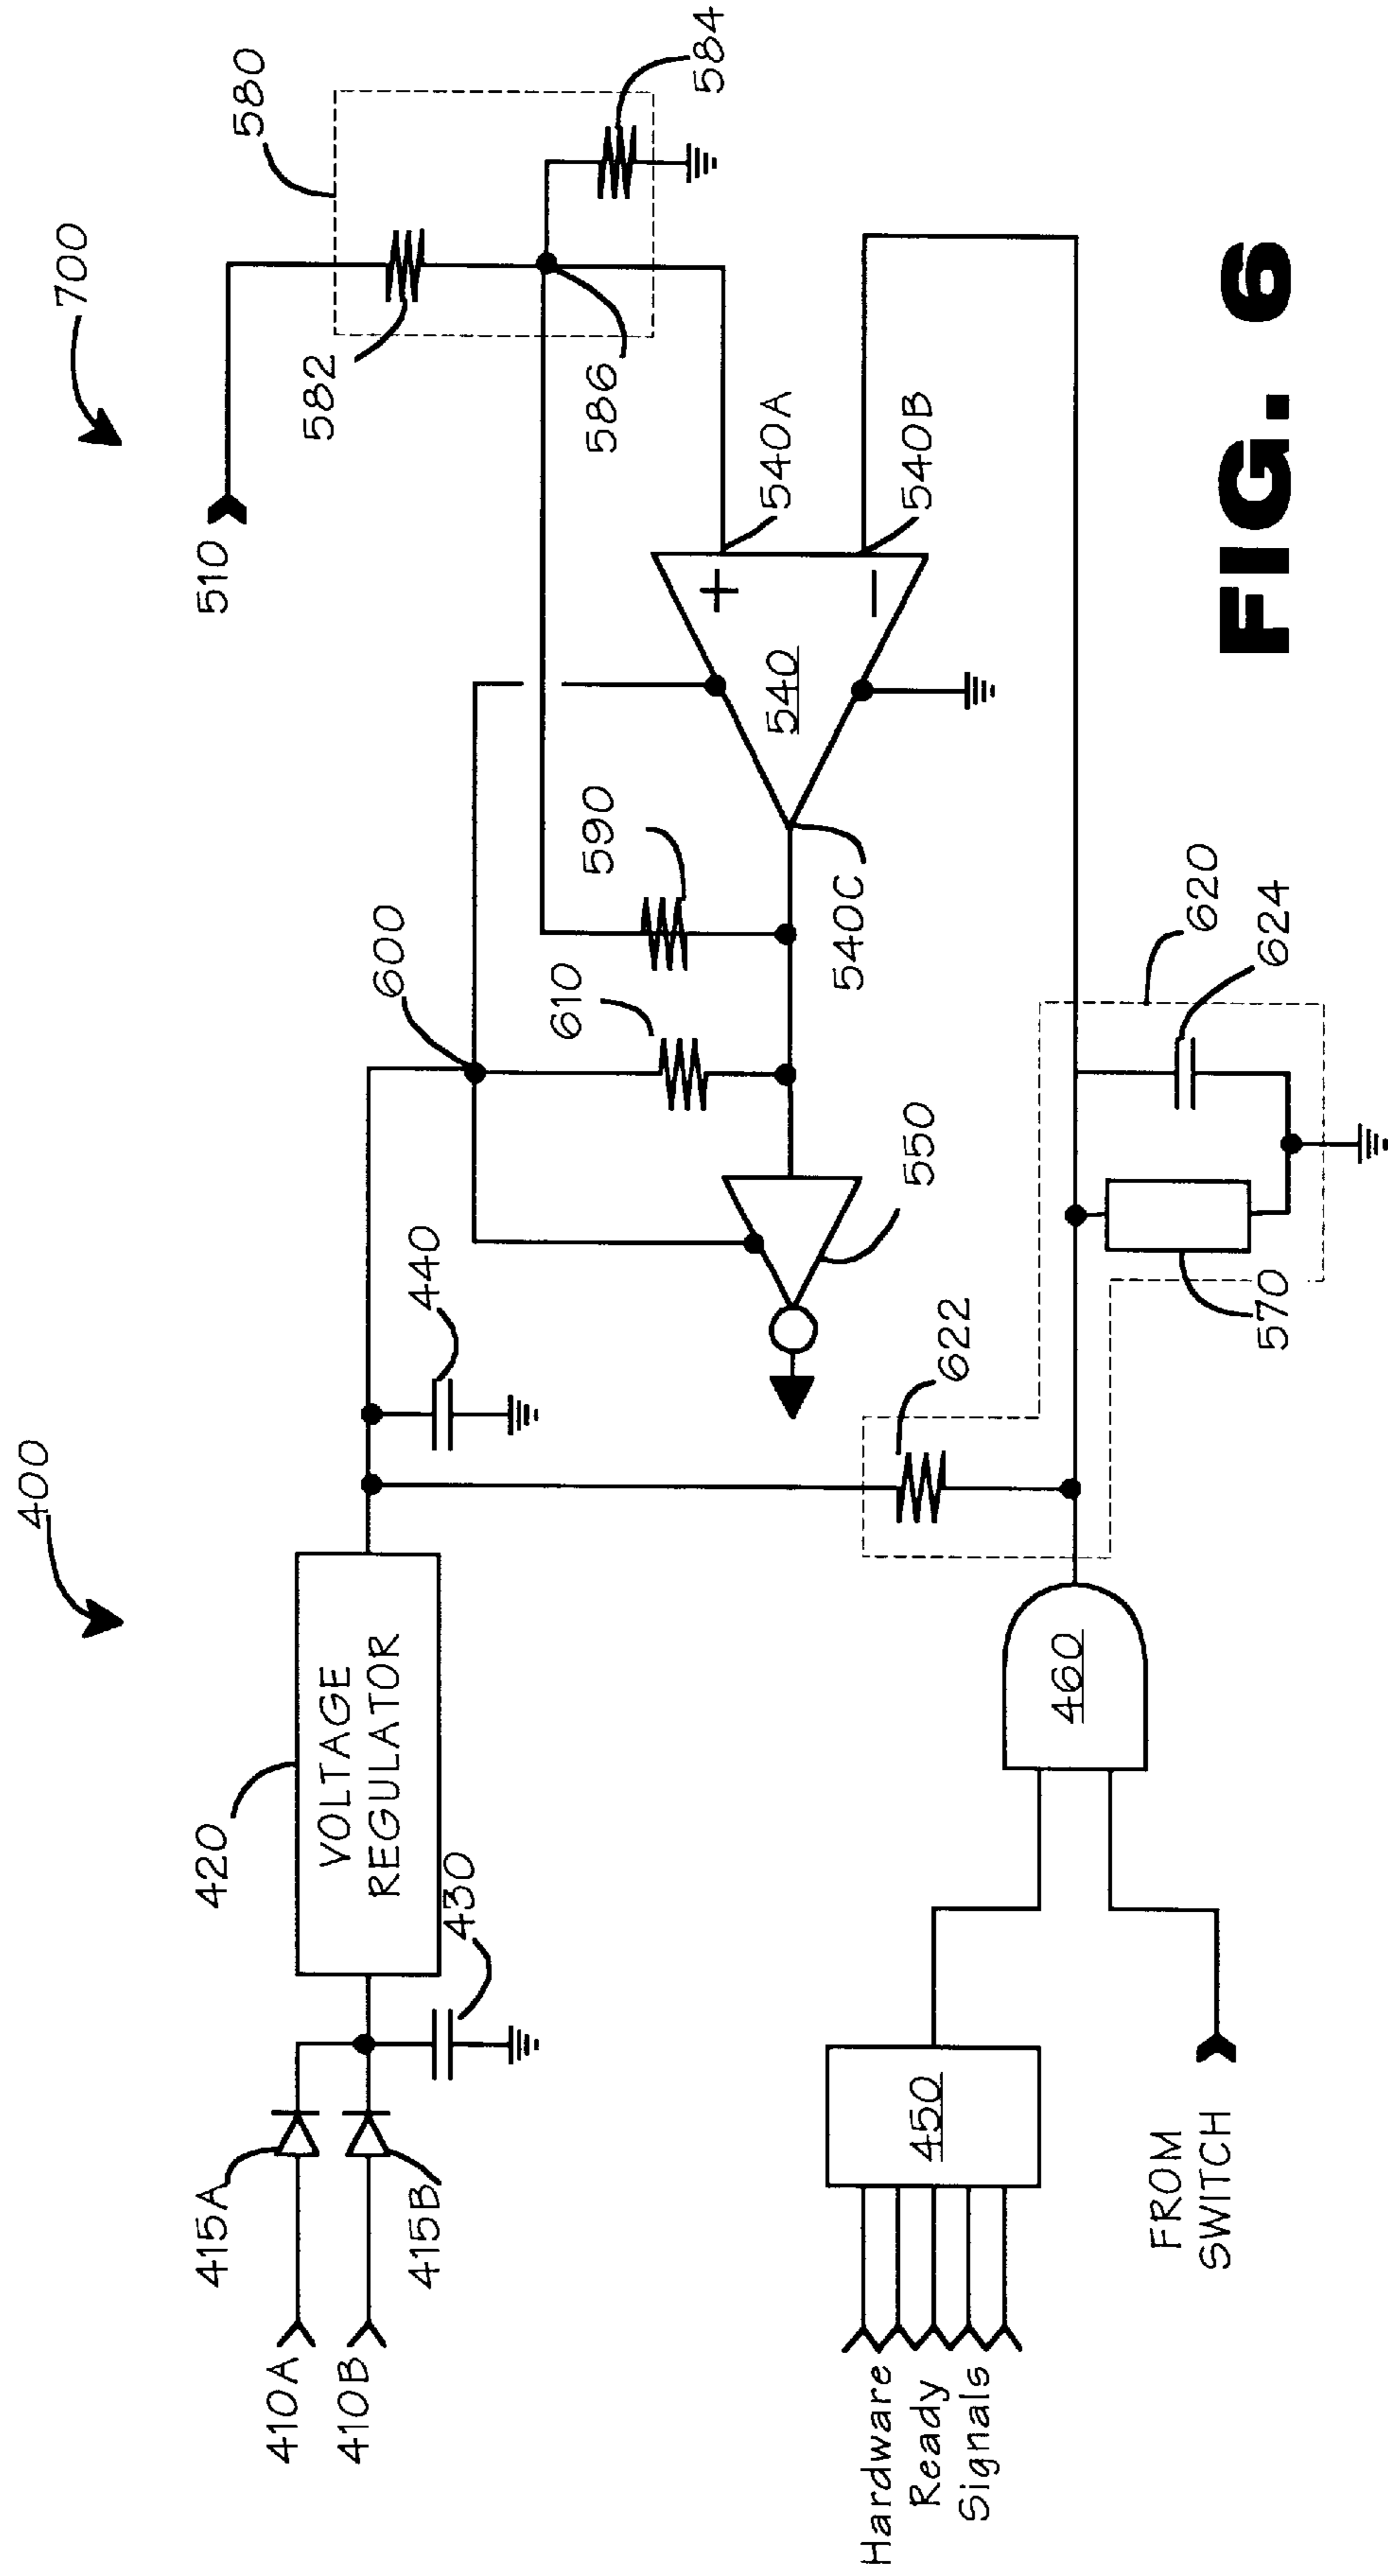 400
700
410A
410B
415A
415B
420
VOLTAGE
REGULATOR
430
440
600
510
580
582
584
586
610
590
540
+
−
540A
540B
540C
550
622
620
624
570
460
450
Hardware
Ready
Signals
FROM
SWITCH
FIG. 6